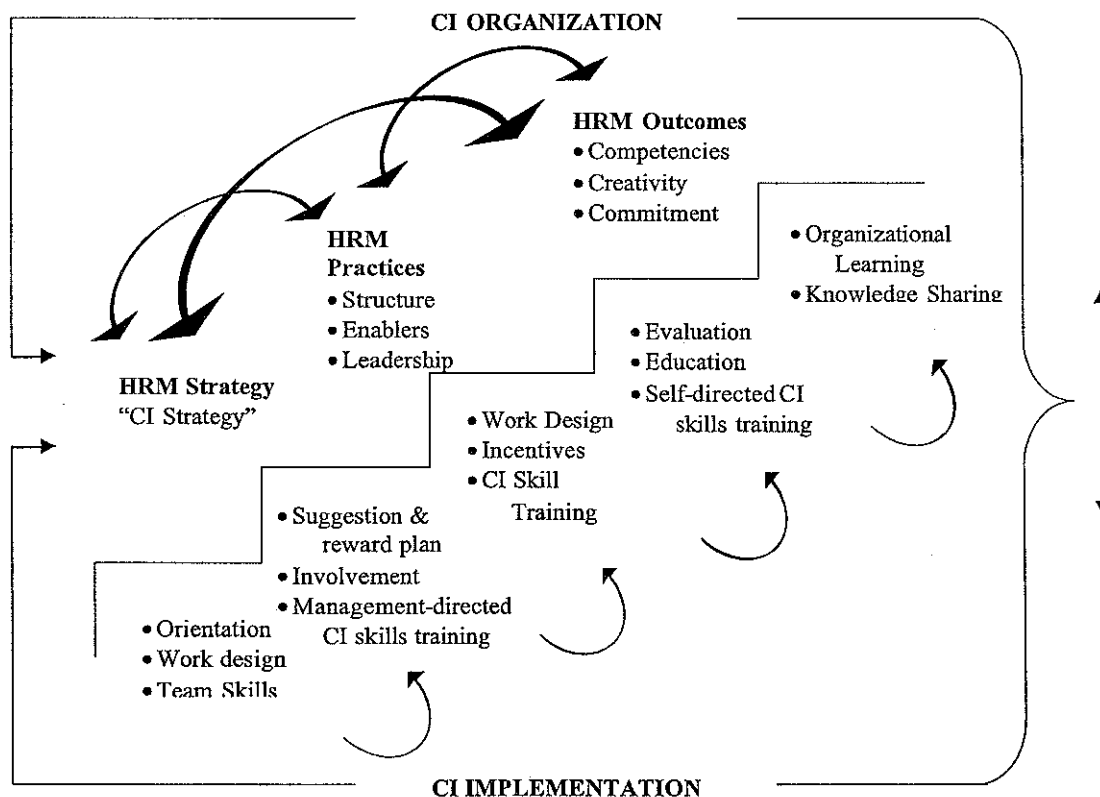 CI ORGANIZATION
HRM Outcomes
• Competencies
• Creativity
• Commitment
HRM
Practices
• Structure
• Enablers
• Leadership
HRM Strategy
“CI Strategy”
• Organizational
Learning
• Knowledge Sharing
• Evaluation
• Education
• Self-directed CI
skills training
• Work Design
• Incentives
• CI Skill
Training
• Suggestion &
reward plan
• Involvement
• Management-directed
CI skills training
• Orientation
• Work design
• Team Skills
CI IMPLEMENTATION